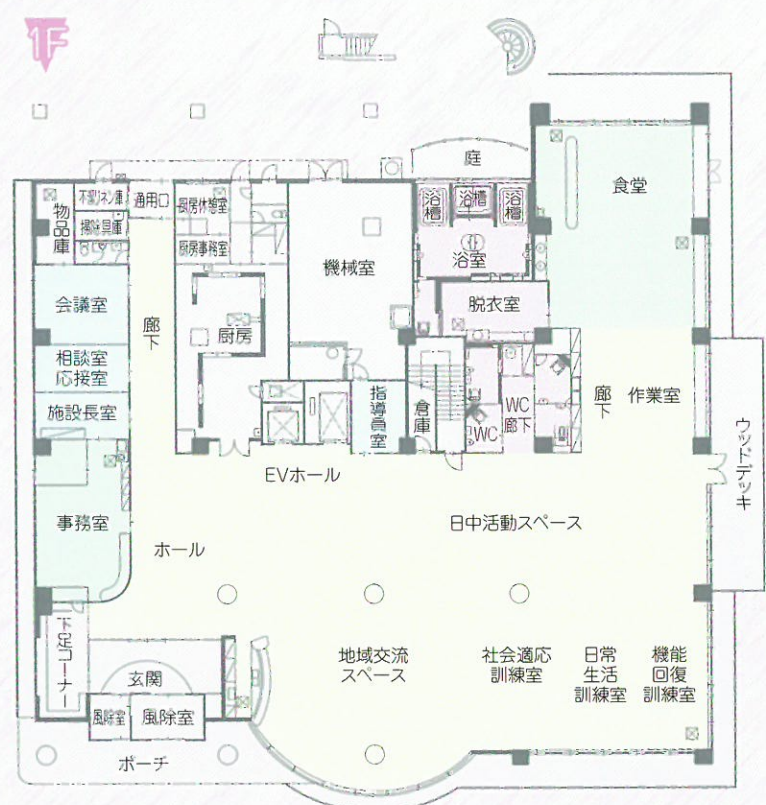 1F
庭
食堂
浴槽
浴槽
浴槽
浴室
脱衣室
物品庫
不潔リネン庫
掃除具庫
通用口
厨房休憩室
厨房事務室
機械室
厨房
会議室
廊下
相談室
応接室
施設長室
指導員室
倉庫
WC
WC
廊下
廊下
作業室
ウッドデッキ
EVホール
事務室
ホール
日中活動スペース
下足コーナー
玄関
風除室
風除室
ポーチ
地域交流
スペース
社会適応
訓練室
日常
生活
訓練室
機能
回復
訓練室